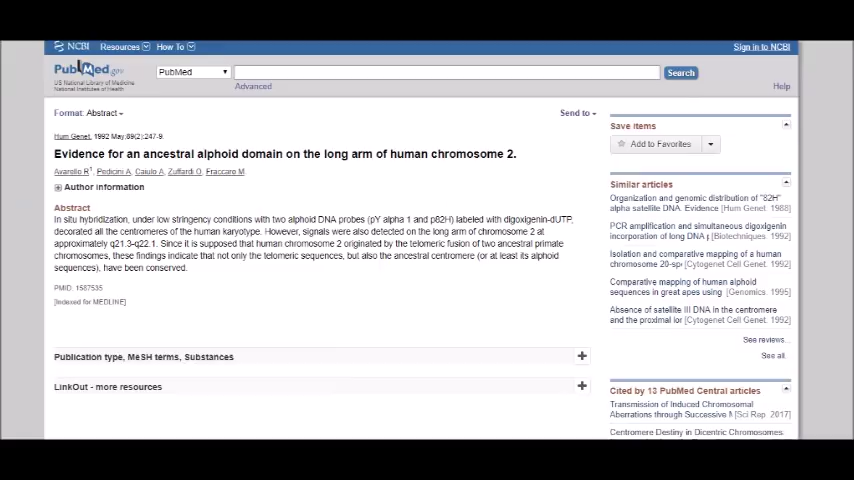 NCBI Resources How To Sign in to NCBI
PubMed.gov
US National Library of Medicine
National Institutes of Health
PubMed
Search
Advanced
Help
Format: Abstract
Send to
Hum Genet. 1992 May;89(2):247-9.
Evidence for an ancestral alphoid domain on the long arm of human chromosome 2.
Avarello R1, Pedicini A, Caiulo A, Zuffardi O, Fraccaro M.
Author information
Abstract
In situ hybridization, under low stringency conditions with two alphoid DNA probes (pY alpha 1 and p82H) labeled with digoxigenin-dUTP,
decorated all the centromeres of the human karyotype. However, signals were also detected on the long arm of chromosome 2 at
approximately q21.3-q22.1. Since it is supposed that human chromosome 2 originated by the telomeric fusion of two ancestral primate
chromosomes, these findings indicate that not only the telomeric sequences, but also the ancestral centromere (or at least its alphoid
sequences), have been conserved.
PMID: 1587535
[Indexed for MEDLINE]
Publication type, MeSH terms, Substances
LinkOut - more resources
Save items
Add to Favorites
Similar articles
Organization and genomic distribution of "82H"
alpha satellite DNA. Evidence [Hum Genet. 1988]
PCR amplification and simultaneous digoxigenin
incorporation of long DNA p [Biotechniques. 1992]
Isolation and comparative mapping of a human
chromosome 20-sp [Cytogenet Cell Genet. 1992]
Comparative mapping of human alphoid
sequences in great apes using [Genomics. 1995]
Absence of satellite III DNA in the centromere
and the proximal lor [Cytogenet Cell Genet. 1992]
See reviews...
See all...
Cited by 13 PubMed Central articles
Transmission of Induced Chromosomal
Aberrations through Successive M [Sci Rep. 2017]
Centromere Destiny in Dicentric Chromosomes: